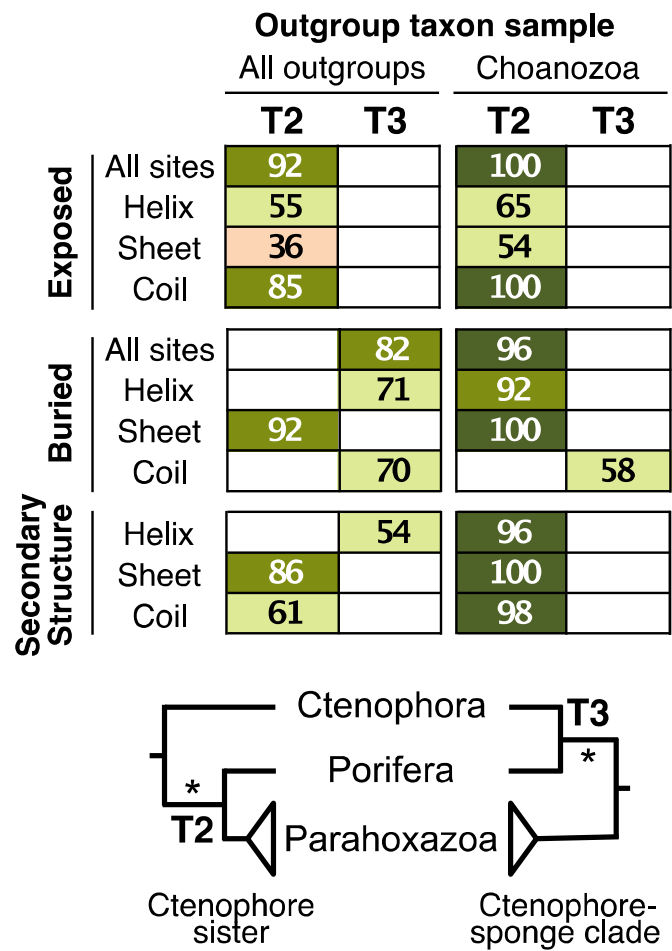 Outgroup taxon sample
All outgroups Choanozoa
T2 T3 T2 T3
Exposed
All sites 92 100
Helix 55 65
Sheet 36 54
Coil 85 100
Buried
All sites 82 96
Helix 71 92
Sheet 92 100
Coil 70 58
Secondary
Structure
Helix 54 96
Sheet 86 100
Coil 61 98
Ctenophora
T3
*
Porifera
*
T2
Parahoxazoa
Ctenophore
sister
Ctenophore-
sponge clade